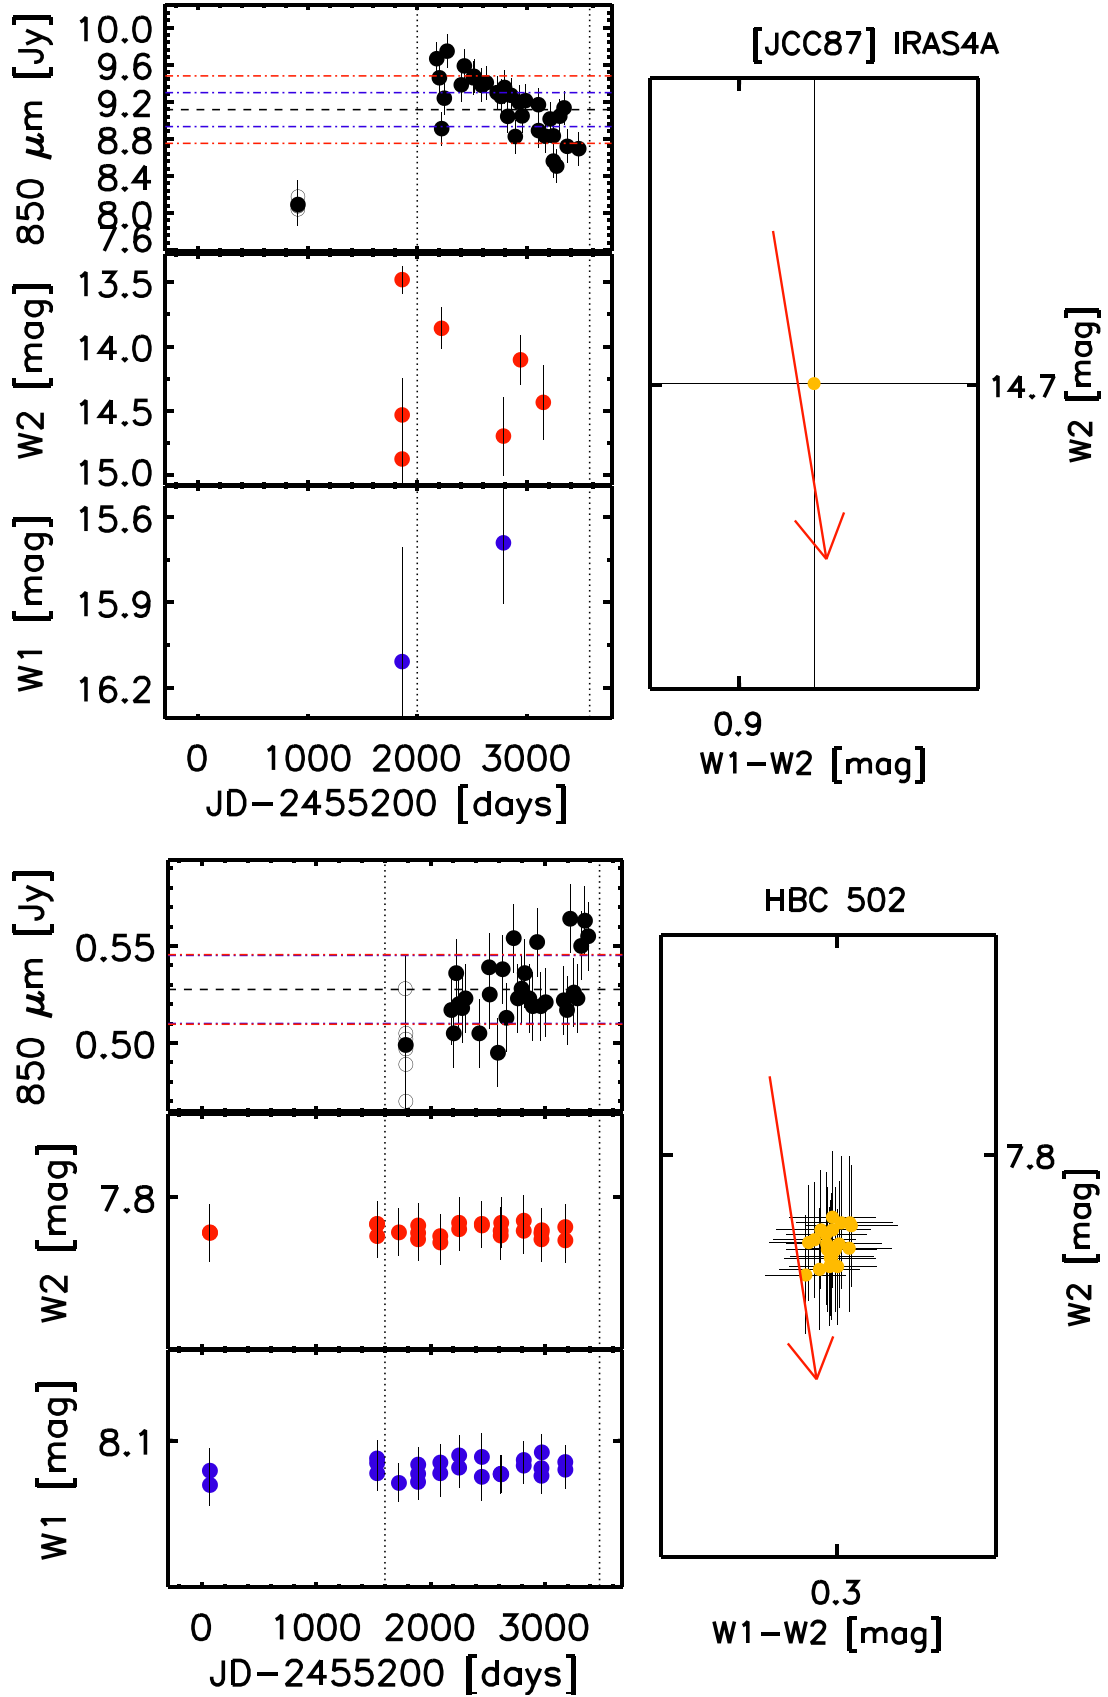 [JCC87] IRAS4A
850 μm [Jy]
10.0
9.6
9.2
8.8
8.4
8.0
7.6
W2 [mag]
13.5
14.0
14.5
15.0
W1 [mag]
15.6
15.9
16.2
0 1000 2000 3000
JD−2455200 [days]
14.7
W2 [mag]
0.9
W1−W2 [mag]
HBC 502
850 μm [Jy]
0.55
0.50
W2 [mag]
7.8
W1 [mag]
8.1
0 1000 2000 3000
JD−2455200 [days]
7.8
W2 [mag]
0.3
W1−W2 [mag]